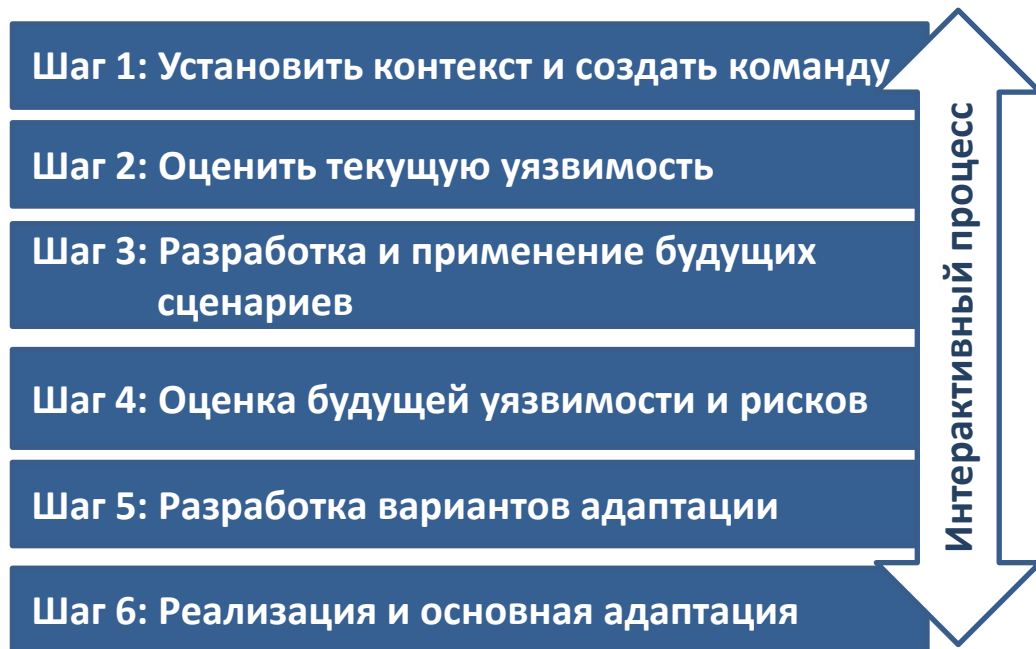 Шаг 1: Установить контекст и создать команду
Шаг 2: Оценить текущую уязвимость
Шаг 3: Разработка и применение будущих
сценариев
Шаг 4: Оценка будущей уязвимости и рисков
Шаг 5: Разработка вариантов адаптации
Шаг 6: Реализация и основная адаптация
Интерактивный процесс